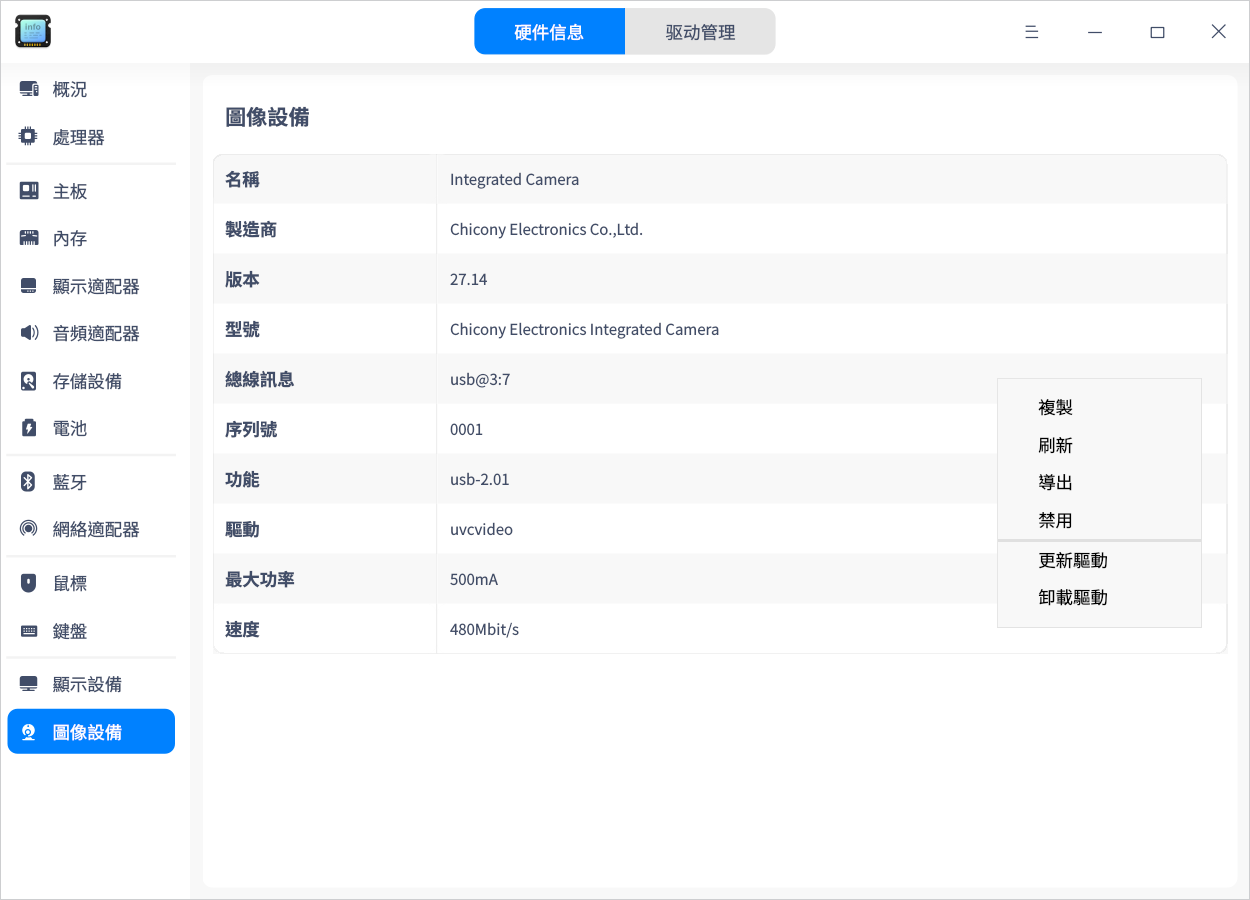 info
硬件信息
驱动管理
概況
處理器
主板
內存
顯示適配器
音頻適配器
存儲設備
電池
藍牙
網絡適配器
鼠標
鍵盤
顯示設備
圖像設備
圖像設備
名稱 Integrated Camera
製造商 Chicony Electronics Co.,Ltd.
版本 27.14
型號 Chicony Electronics Integrated Camera
總線訊息 usb@3:7
序列號 0001
功能 usb-2.01
驅動 uvcvideo
最大功率 500mA
速度 480Mbit/s
複製
刷新
導出
禁用
更新驅動
卸載驅動